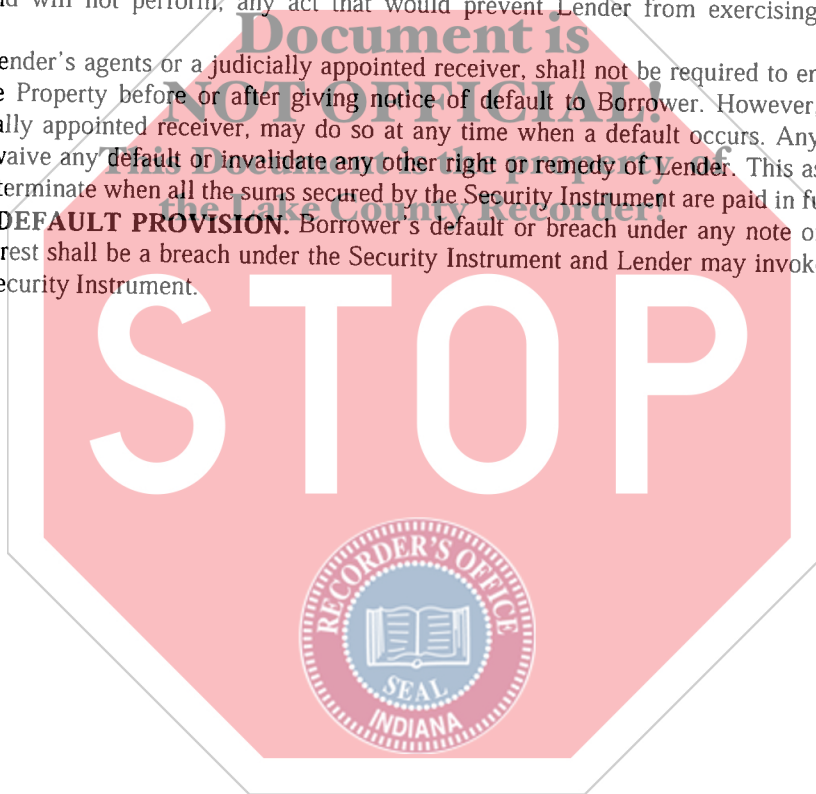 will not perform, any act that would prevent Lender from exercising
Document is
ender's agents or a judicially appointed receiver, shall not be required to en
NOT OFFICIAL!
e Property before or after giving notice of default to Borrower. However,
ally appointed receiver, may do so at any time when a default occurs. Any
This Document is the property of
vaive any default or invalidate any other right or remedy of Lender. This as
terminate when all the sums secured by the Security Instrument are paid in fu
the Lake County Recorder!
DEFAULT PROVISION. Borrower's default or breach under any note o
rest shall be a breach under the Security Instrument and Lender may invok
ecurity Instrument.
STOP
RECORDER'S OFFICE
SEAL
INDIANA